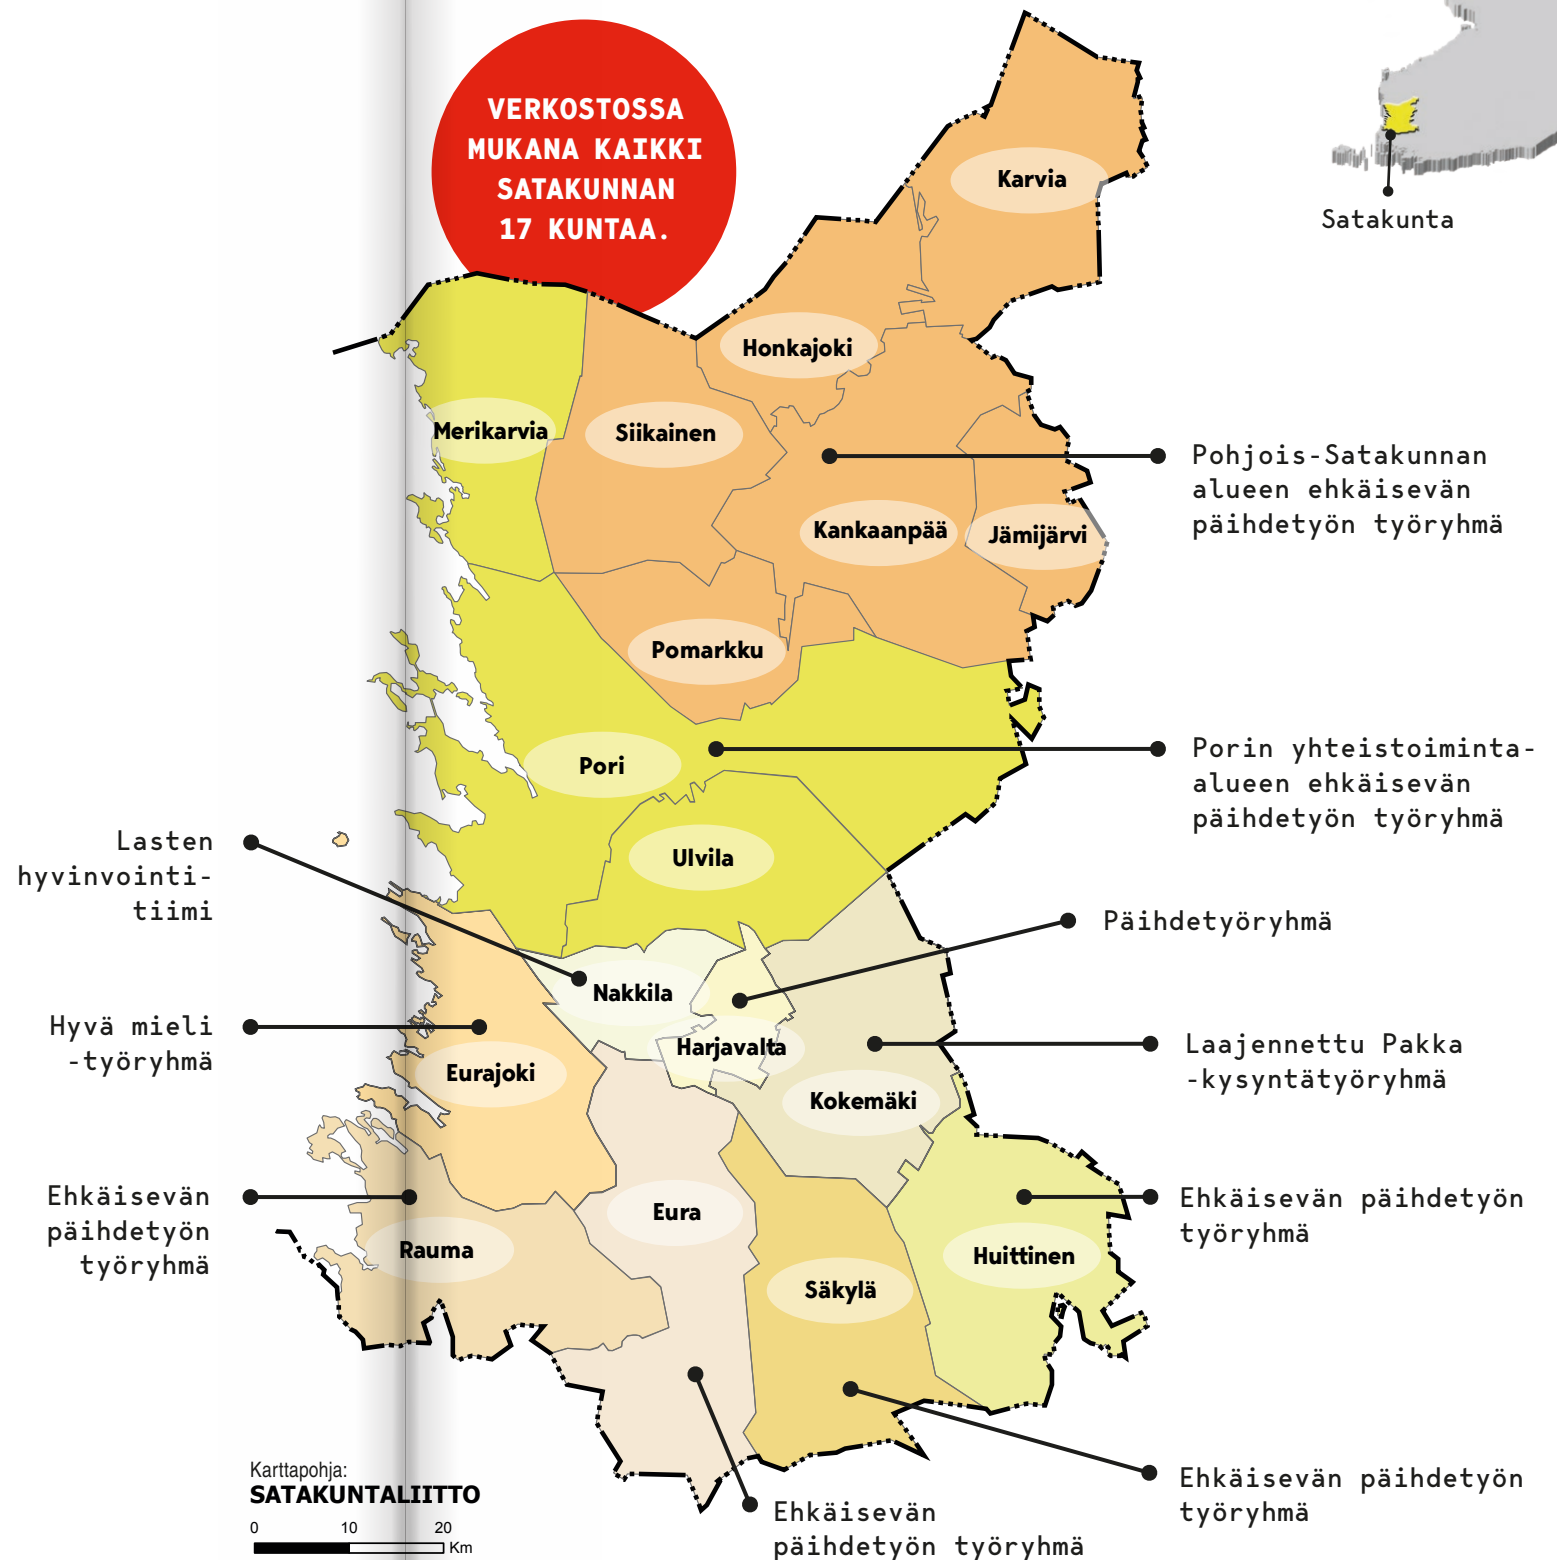 VERKOSTOSSA
MUKANA KAIKKI
SATAKUNNAN
17 KUNTAA.
Satakunta
Karvia
Honkajoki
Merikarvia
Siikainen
Kankaanpää
Jämijärvi
Pomarkku
Pori
Ulvila
Nakkila
Harjavalta
Eurajoki
Kokemäki
Eura
Rauma
Säkylä
Huittinen
Pohjois-Satakunnan
alueen ehkäisevän
päihdetyön työryhmä
Porin yhteistoiminta-
alueen ehkäisevän
päihdetyön työryhmä
Lasten
hyvinvointi-
tiimi
Päihdetyöryhmä
Hyvä mieli
-työryhmä
Laajennettu Pakka
-kysyntätyöryhmä
Ehkäisevän
päihdetyön
työryhmä
Ehkäisevän päihdetyön
työryhmä
Ehkäisevän päihdetyön
työryhmä
Ehkäisevän
päihdetyön työryhmä
Karttapohja:
SATAKUNTALIITTO
0 10 20
Km